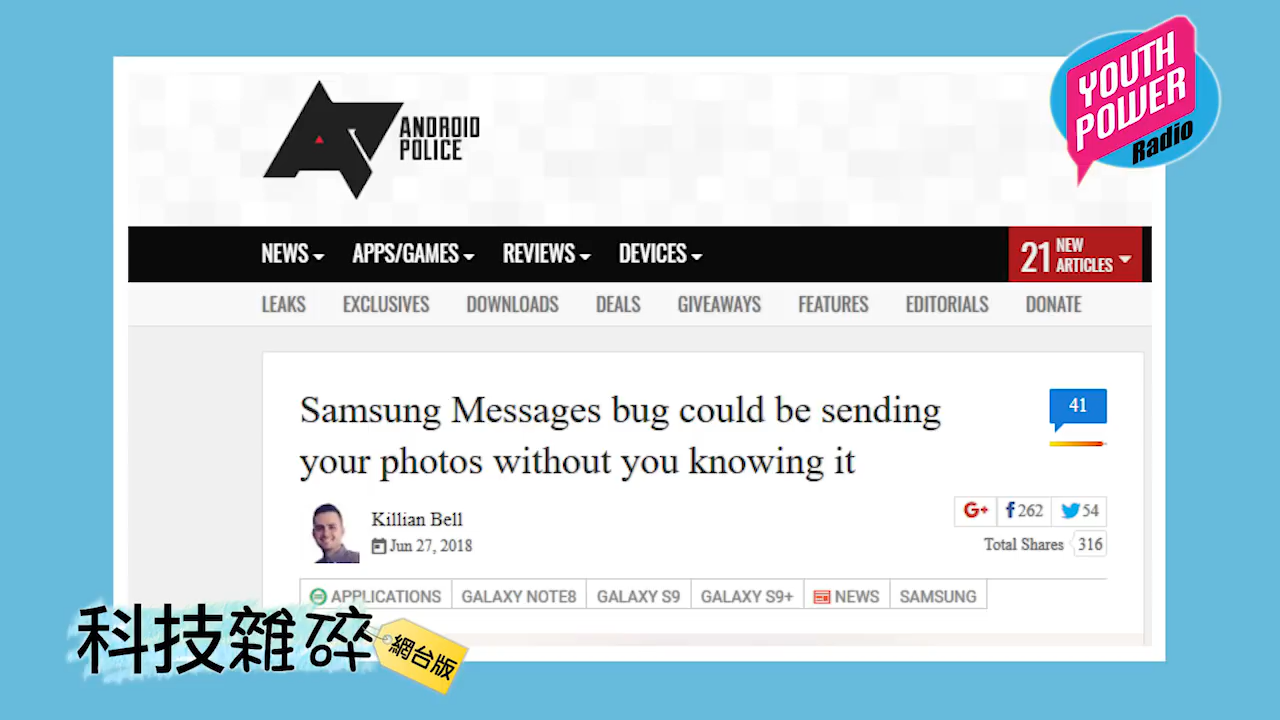 YOUTH
POWER
Radio
ANDROID
POLICE
NEWS APPS/GAMES REVIEWS DEVICES
21 NEW ARTICLES
LEAKS EXCLUSIVES DOWNLOADS DEALS GIVEAWAYS FEATURES EDITORIALS DONATE
Samsung Messages bug could be sending
your photos without you knowing it
41
Killian Bell
Jun 27, 2018
G+ f 262 54
Total Shares 316
APPLICATIONS GALAXY NOTE8 GALAXY S9 GALAXY S9+ NEWS SAMSUNG
科技雜碎
網台版